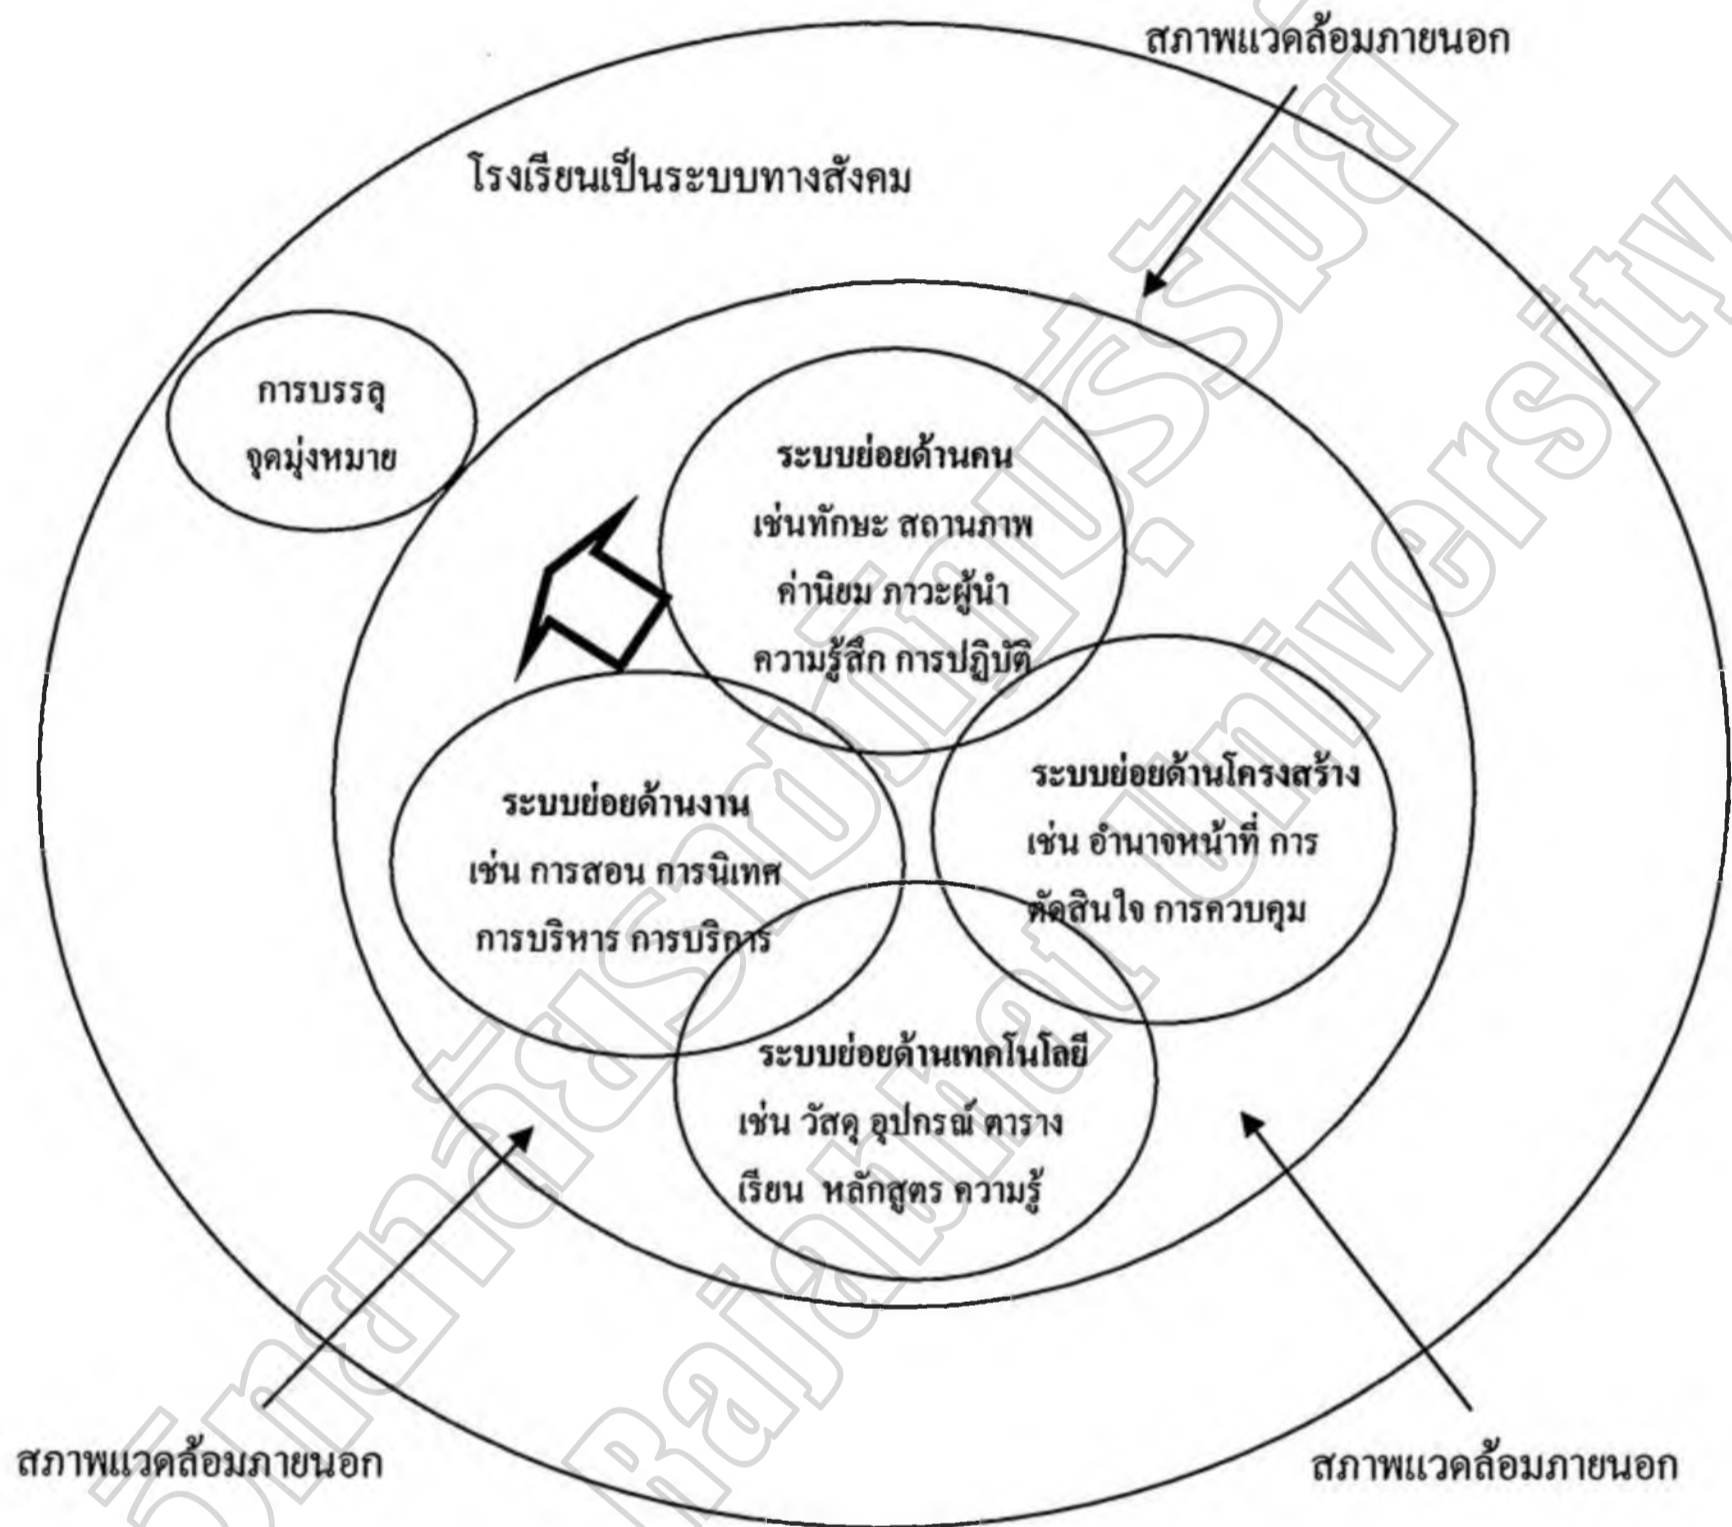 สภาพแวดล้อมภายนอก
โรงเรียนเป็นระบบทางสังคม
การบรรลุ
จุดมุ่งหมาย
ระบบย่อยด้านคน
เช่นทักษะ สถานภาพ
ค่านิยม ภาวะผู้นำ
ความรู้สึก การปฏิบัติ
ระบบย่อยด้านโครงสร้าง
เช่น อำนาจหน้าที่ การ
ตัดสินใจ การควบคุม
ระบบย่อยด้านงาน
เช่น การสอน การนิเทศ
การบริหาร การบริการ
ระบบย่อยด้านเทคโนโลยี
เช่น วัสดุ อุปกรณ์ ตาราง
เรียน หลักสูตร ความรู้
สภาพแวดล้อมภายนอก
สภาพแวดล้อมภายนอก
Rajabhat University